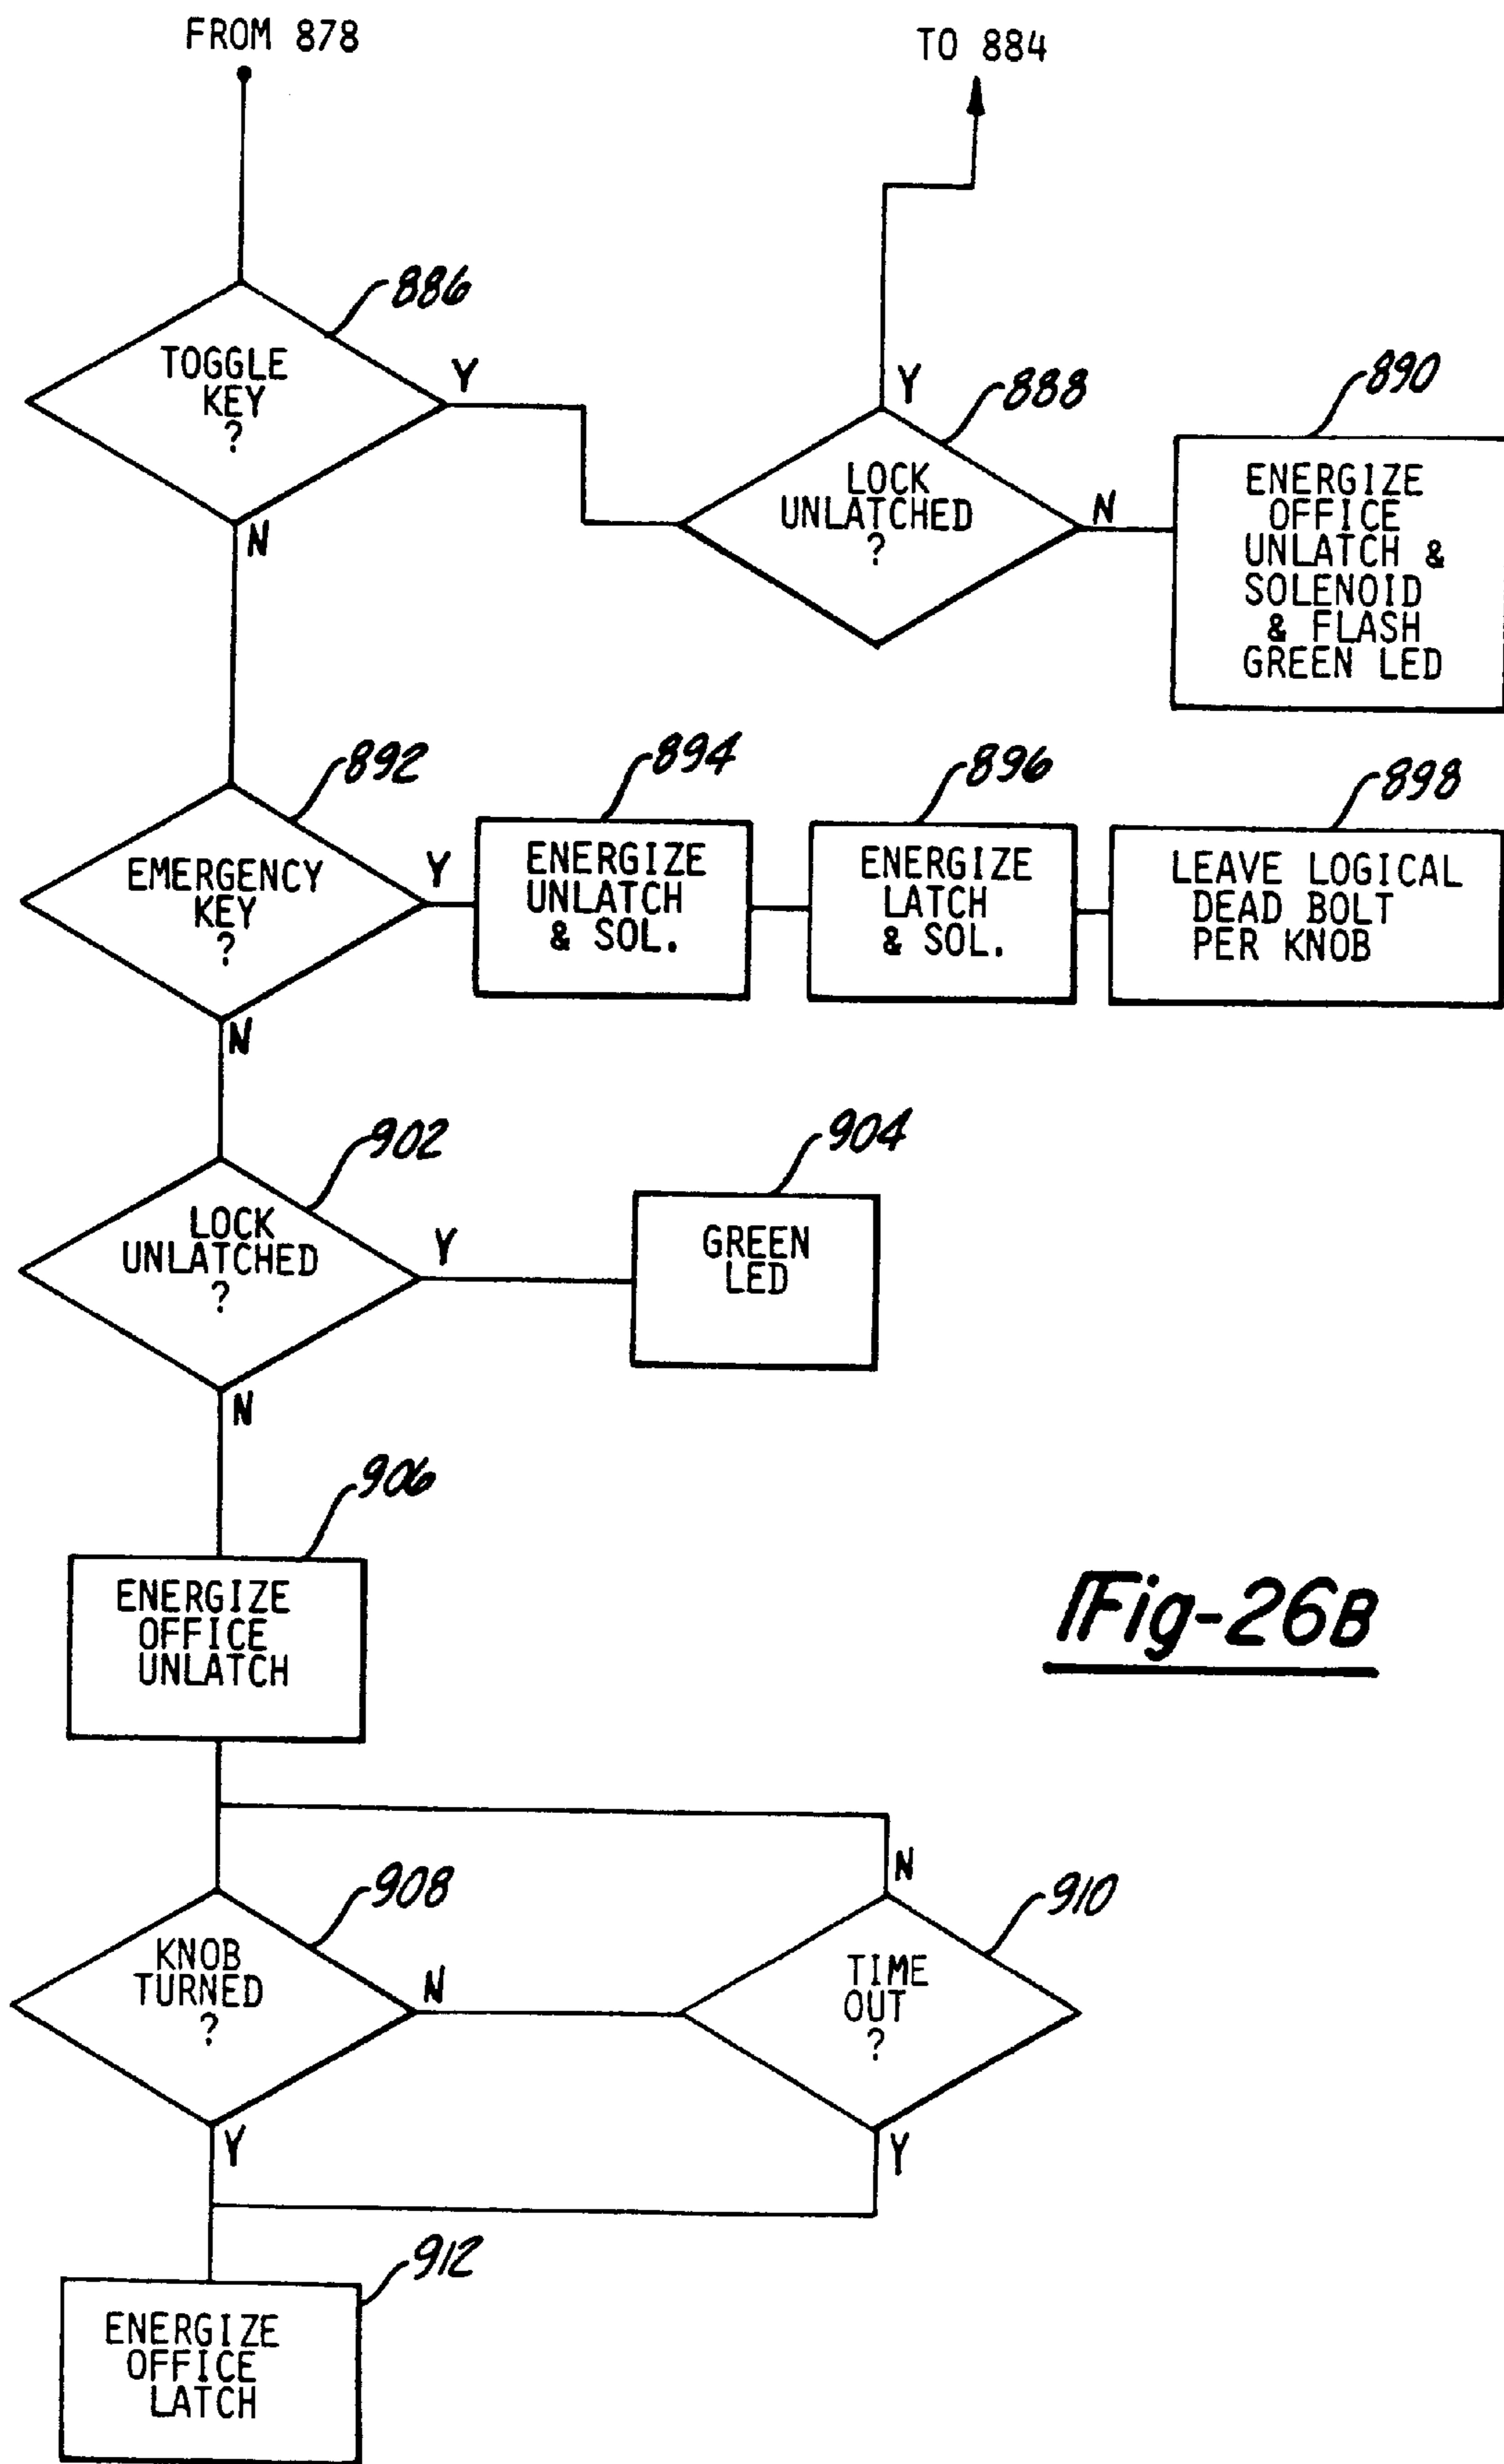 FROM 878
TO 884
886
TOGGLE
KEY
?
Y
N
888
Y
LOCK
UNLATCHED
?
N
890
ENERGIZE
OFFICE
UNLATCH &
SOLENOID
& FLASH
GREEN LED
892
EMERGENCY
KEY
?
Y
N
894
ENERGIZE
UNLATCH
& SOL.
896
ENERGIZE
LATCH
& SOL.
898
LEAVE LOGICAL
DEAD BOLT
PER KNOB
902
LOCK
UNLATCHED
?
Y
N
904
GREEN
LED
906
ENERGIZE
OFFICE
UNLATCH
Fig-26B
908
KNOB
TURNED
?
N
Y
910
N
TIME
OUT
?
Y
912
ENERGIZE
OFFICE
LATCH